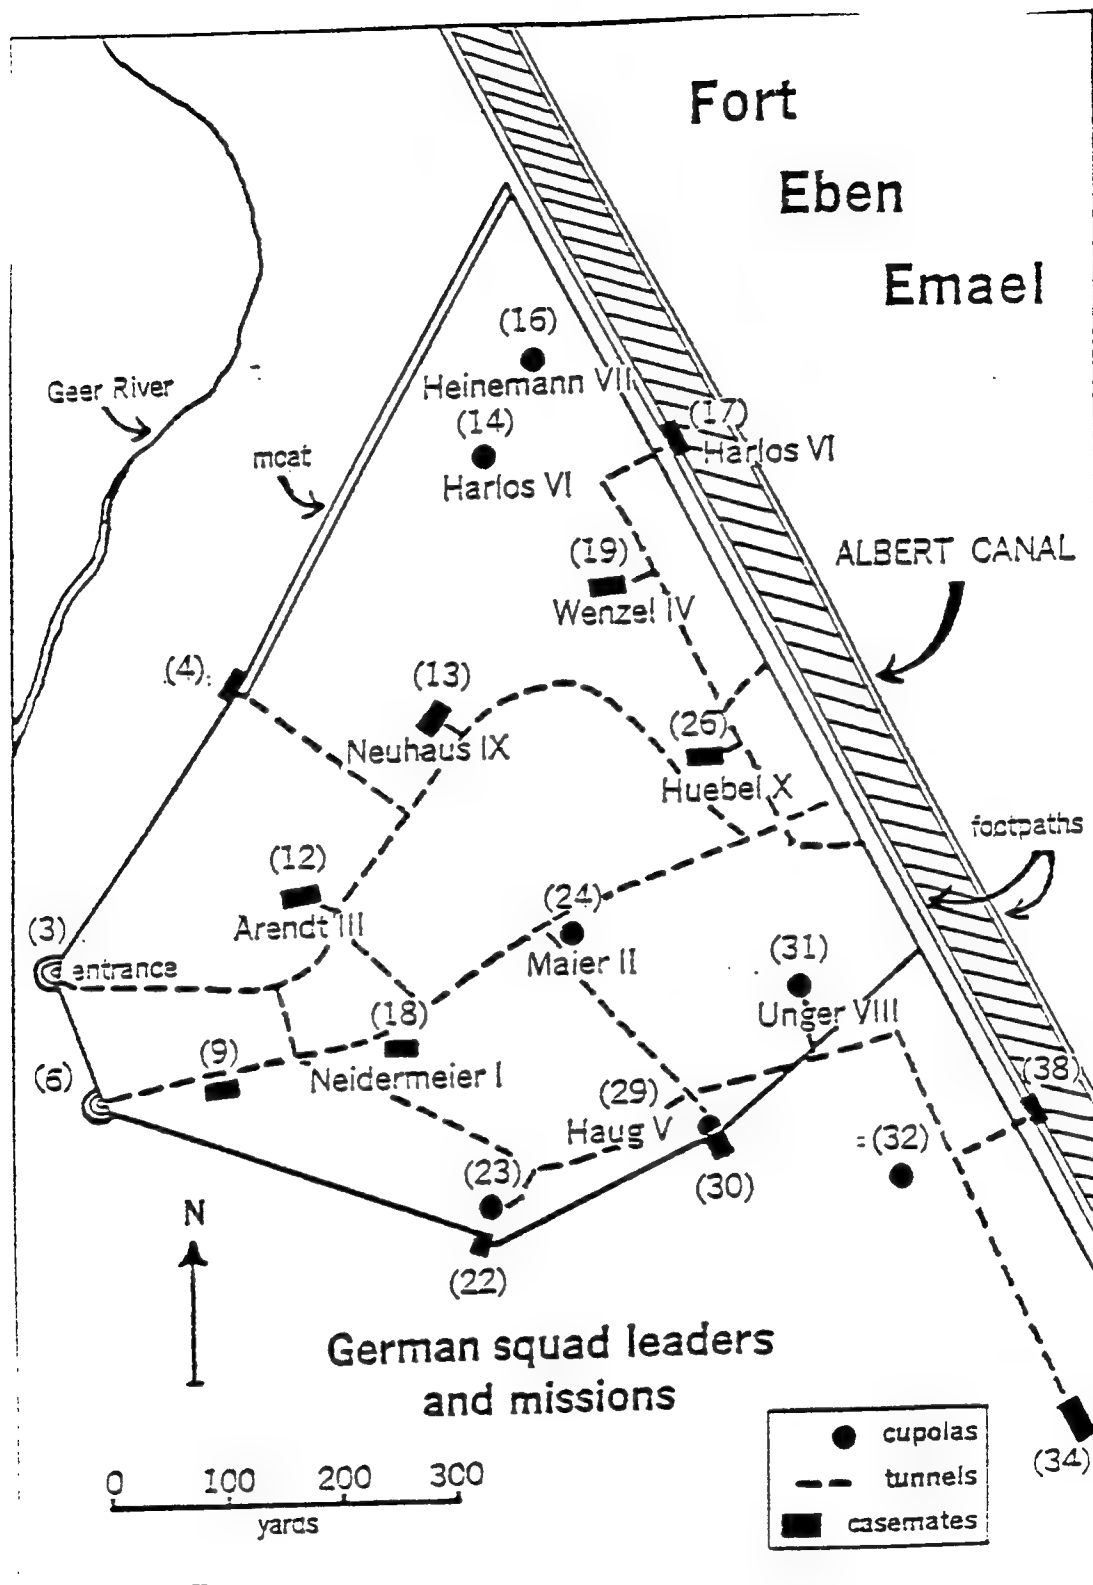 Fort
Eben
Emael
(16)
Heinemann VII
Geer River
(14)
(17)
Harlos VI
moat
Harlos VI
(19)
ALBERT CANAL
Wenzel IV
(4)
(13)
(26)
Neuhaus IX
Huebel X
footpaths
(12)
(24)
(3)
Arendt III
(31)
entrance
Maier II
(18)
Unger VIII
(9)
(38)
(6)
Neidermeier I
(29)
Haug V
(32)
(23)
(30)
N
(22)
German squad leaders
and missions
cupolas
(34)
0 100 200 300
tunnels
yards
casemates